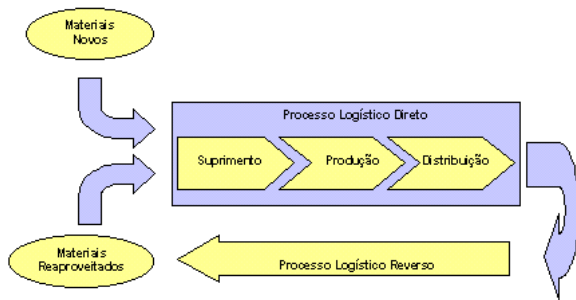 Materiais
Novos
Processo Logístico Direto
Suprimento
Produção
Distribuição
Materiais
Reaproveitados
Processo Logístico Reverso